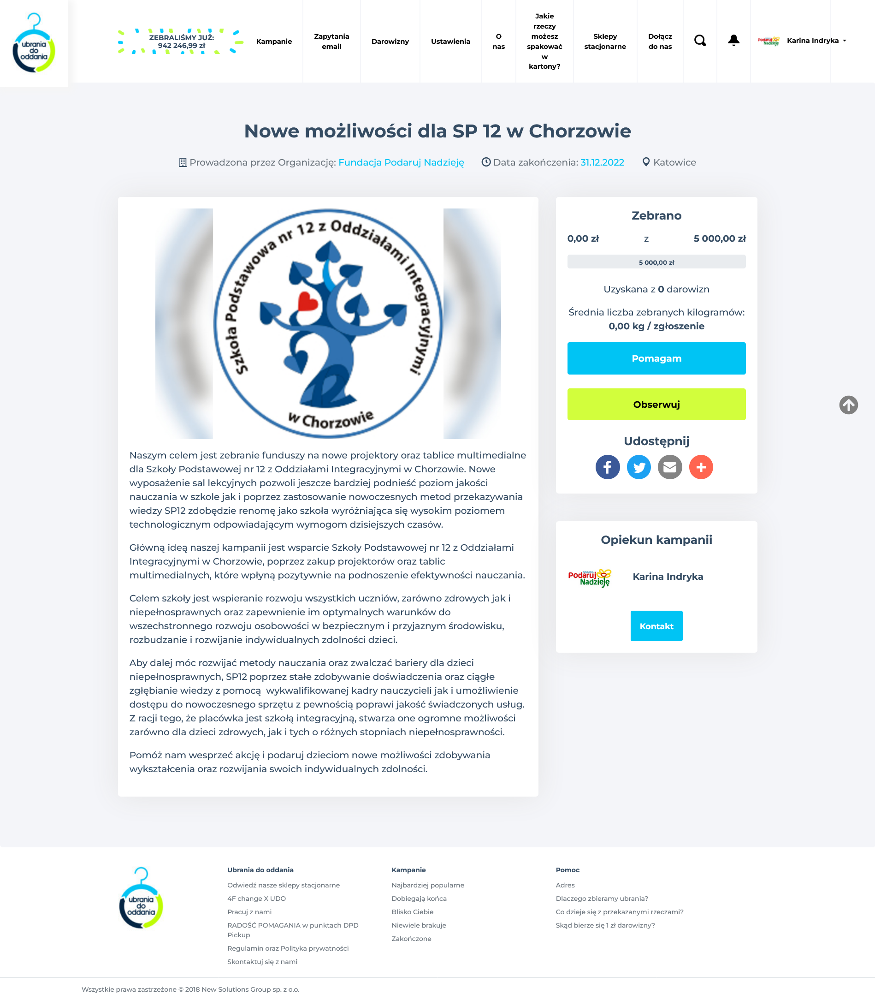 ubrania
do
oddania
ZEBRALIŚMY JUŻ:
942 246,99 zł
Kampanie
Zapytania
email
Darowizny
Ustawienia
O
nas
Jakie
rzeczy
możesz
spakować
w
kartony?
Sklepy
stacjonarne
Dołącz
do nas
Podaruj
Nadzieję
Karina Indryka
Nowe możliwości dla SP 12 w Chorzowie
Prowadzona przez Organizację: Fundacja Podaruj Nadzieję Data zakończenia: 31.12.2022 Katowice
Szkoła Podstawowa nr 12 z Oddziałami Integracyjnymi
w Chorzowie
Naszym celem jest zebranie funduszy na nowe projektory oraz tablice multimedialne
dla Szkoły Podstawowej nr 12 z Oddziałami Integracyjnymi w Chorzowie. Nowe
wyposażenie sal lekcyjnych pozwoli jeszcze bardziej podnieść poziom jakości
nauczania w szkole jak i poprzez zastosowanie nowoczesnych metod przekazywania
wiedzy SP12 zdobędzie renomę jako szkoła wyróżniająca się wysokim poziomem
technologicznym odpowiadającym wymogom dzisiejszych czasów.
Główną ideą naszej kampanii jest wsparcie Szkoły Podstawowej nr 12 z Oddziałami
Integracyjnymi w Chorzowie, poprzez zakup projektorów oraz tablic
multimedialnych, które wpłyną pozytywnie na podnoszenie efektywności nauczania.
Celem szkoły jest wspieranie rozwoju wszystkich uczniów, zarówno zdrowych jak i
niepełnosprawnych oraz zapewnienie im optymalnych warunków do
wszechstronnego rozwoju osobowości w bezpiecznym i przyjaznym środowisku,
rozbudzanie i rozwijanie indywidualnych zdolności dzieci.
Aby dalej móc rozwijać metody nauczania oraz zwalczać bariery dla dzieci
niepełnosprawnych, SP12 poprzez stałe zdobywanie doświadczenia oraz ciągłe
zgłębianie wiedzy z pomocą  wykwalifikowanej kadry nauczycieli jak i umożliwienie
dostępu do nowoczesnego sprzętu z pewnością poprawi jakość świadczonych usług.
Z racji tego, że placówka jest szkołą integracyjną, stwarza one ogromne możliwości
zarówno dla dzieci zdrowych, jak i tych o różnych stopniach niepełnosprawności.
Pomóż nam wesprzeć akcję i podaruj dzieciom nowe możliwości zdobywania
wykształcenia oraz rozwijania swoich indywidualnych zdolności.
Zebrano
0,00 zł z 5 000,00 zł
5 000,00 zł
Uzyskana z 0 darowizn
Średnia liczba zebranych kilogramów:
0,00 kg / zgłoszenie
Pomagam
Obserwuj
Udostępnij
Opiekun kampanii
FUNDACJA
Podaruj
Nadzieję
Karina Indryka
Kontakt
ubrania
do
oddania
Ubrania do oddania
Odwiedź nasze sklepy stacjonarne
4F change X UDO
Pracuj z nami
RADOŚĆ POMAGANIA w punktach DPD
Pickup
Regulamin oraz Polityka prywatności
Skontaktuj się z nami
Kampanie
Najbardziej popularne
Dobiegają końca
Blisko Ciebie
Niewiele brakuje
Zakończone
Pomoc
Adres
Dlaczego zbieramy ubrania?
Co dzieje się z przekazanymi rzeczami?
Skąd bierze się 1 zł darowizny?
Wszystkie prawa zastrzeżone © 2018 New Solutions Group sp. z o.o.